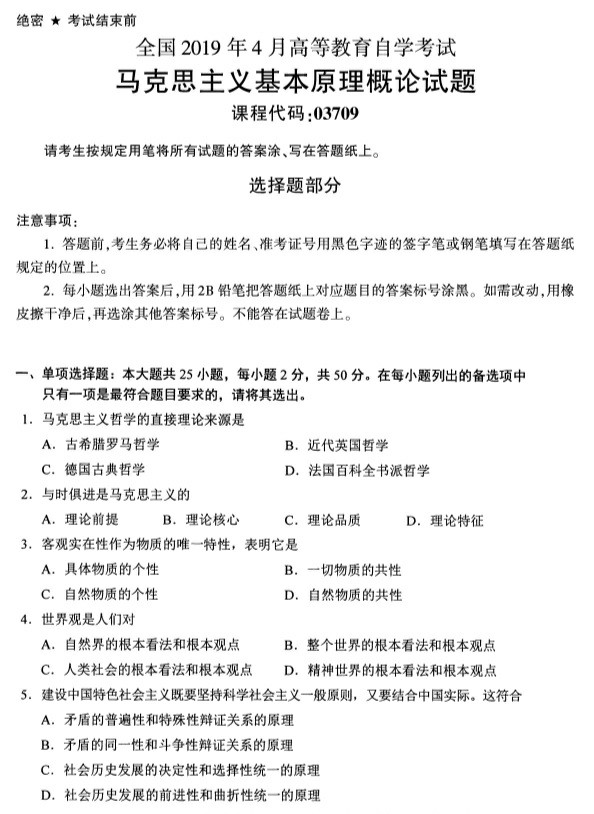 绝密 ★ 考试结束前
全国 2019 年 4 月高等教育自学考试
马克思主义基本原理概论试题
课程代码:03709
请考生按规定用笔将所有试题的答案涂、写在答题纸上。
选择题部分
注意事项:
1. 答题前,考生务必将自己的姓名、准考证号用黑色字迹的签字笔或钢笔填写在答题纸
规定的位置上。
2. 每小题选出答案后,用 2B 铅笔把答题纸上对应题目的答案标号涂黑。如需改动,用橡
皮擦干净后,再选涂其他答案标号。不能答在试题卷上。
一、单项选择题：本大题共 25 小题，每小题 2 分，共 50 分。在每小题列出的备选项中
只有一项是最符合题目要求的，请将其选出。
1. 马克思主义哲学的直接理论来源是
A. 古希腊罗马哲学 B. 近代英国哲学
C. 德国古典哲学 D. 法国百科全书派哲学
2. 与时俱进是马克思主义的
A. 理论前提 B. 理论核心 C. 理论品质 D. 理论特征
3. 客观实在性作为物质的唯一特性，表明它是
A. 具体物质的个性 B. 一切物质的共性
C. 自然物质的个性 D. 自然物质的共性
4. 世界观是人们对
A. 自然界的根本看法和根本观点 B. 整个世界的根本看法和根本观点
C. 人类社会的根本看法和根本观点 D. 精神世界的根本看法和根本观点
5. 建设中国特色社会主义既要坚持科学社会主义一般原则，又要结合中国实际。这符合
A. 矛盾的普遍性和特殊性辩证关系的原理
B. 矛盾的同一性和斗争性辩证关系的原理
C. 社会历史发展的决定性和选择性统一的原理
D. 社会历史发展的前进性和曲折性统一的原理